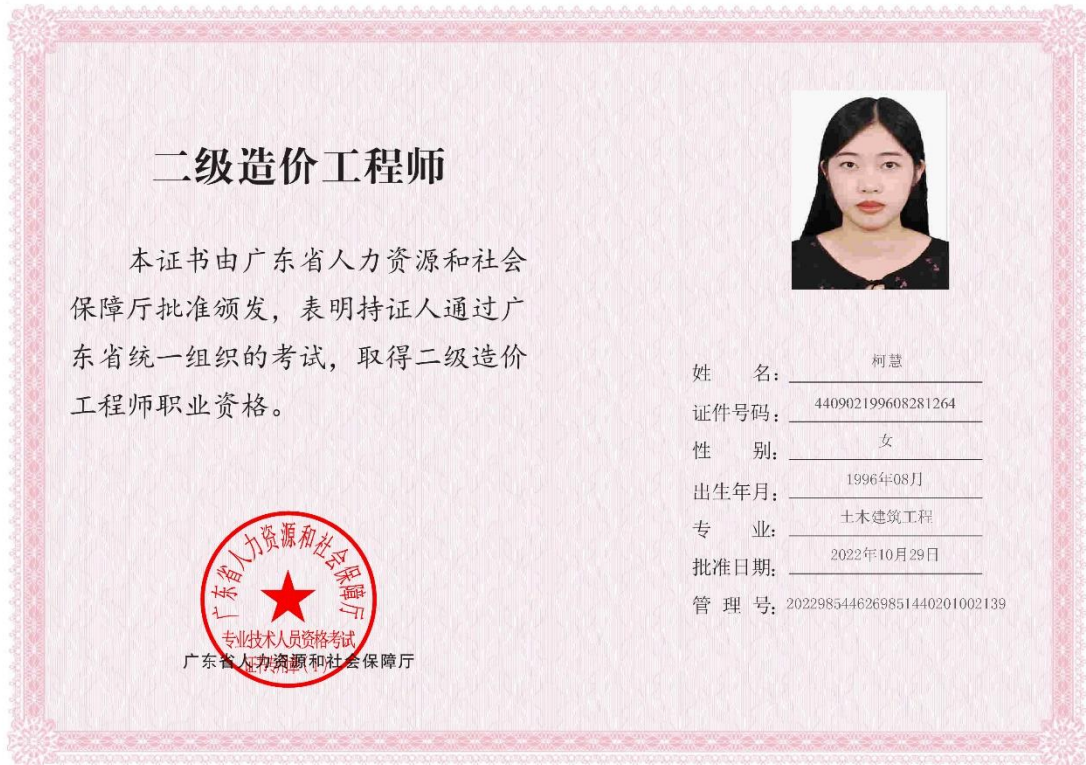 二级造价工程师
本证书由广东省人力资源和社会
保障厅批准颁发，表明持证人通过广
东省统一组织的考试，取得二级造价
工程师职业资格。
姓 名：柯慧
证件号码：440902199608281264
性 别：女
出生年月：1996年08月
专 业：土木建筑工程
批准日期：2022年10月29日
管 理 号：20229854462698514402010​02139
广东省人力资源和社会保障厅
专业技术人员资格考试
广东省人力资源和社会保障厅